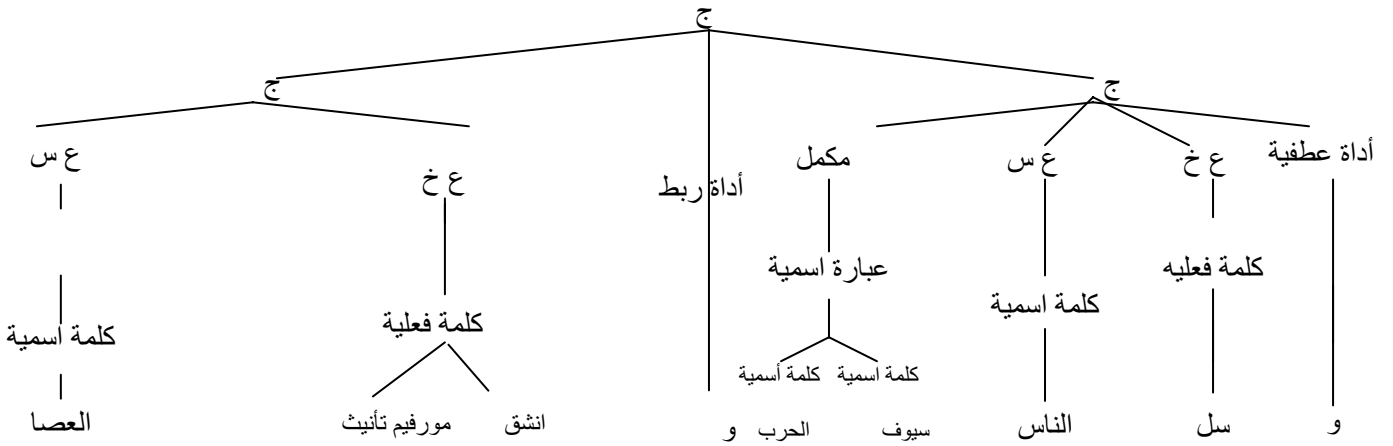 ج
ج ج
أداة عطفية ع خ ع س مكمل أداة ربط ع خ ع س
كلمة فعليه عبارة اسمية
كلمة اسمية كلمة فعلية كلمة اسمية
كلمة اسمية كلمة أسمية
و سل الناس سيوف الحرب و انشق مورفيم تأنيث العصا